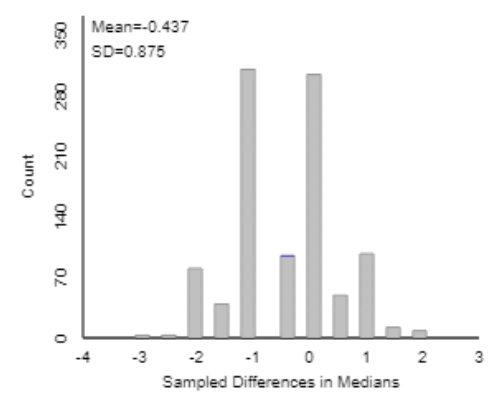 Mean=-0.437
SD=0.875
350
280
210
140
70
0
Count
-4 -3 -2 -1 0 1 2 3
Sampled Differences in Medians